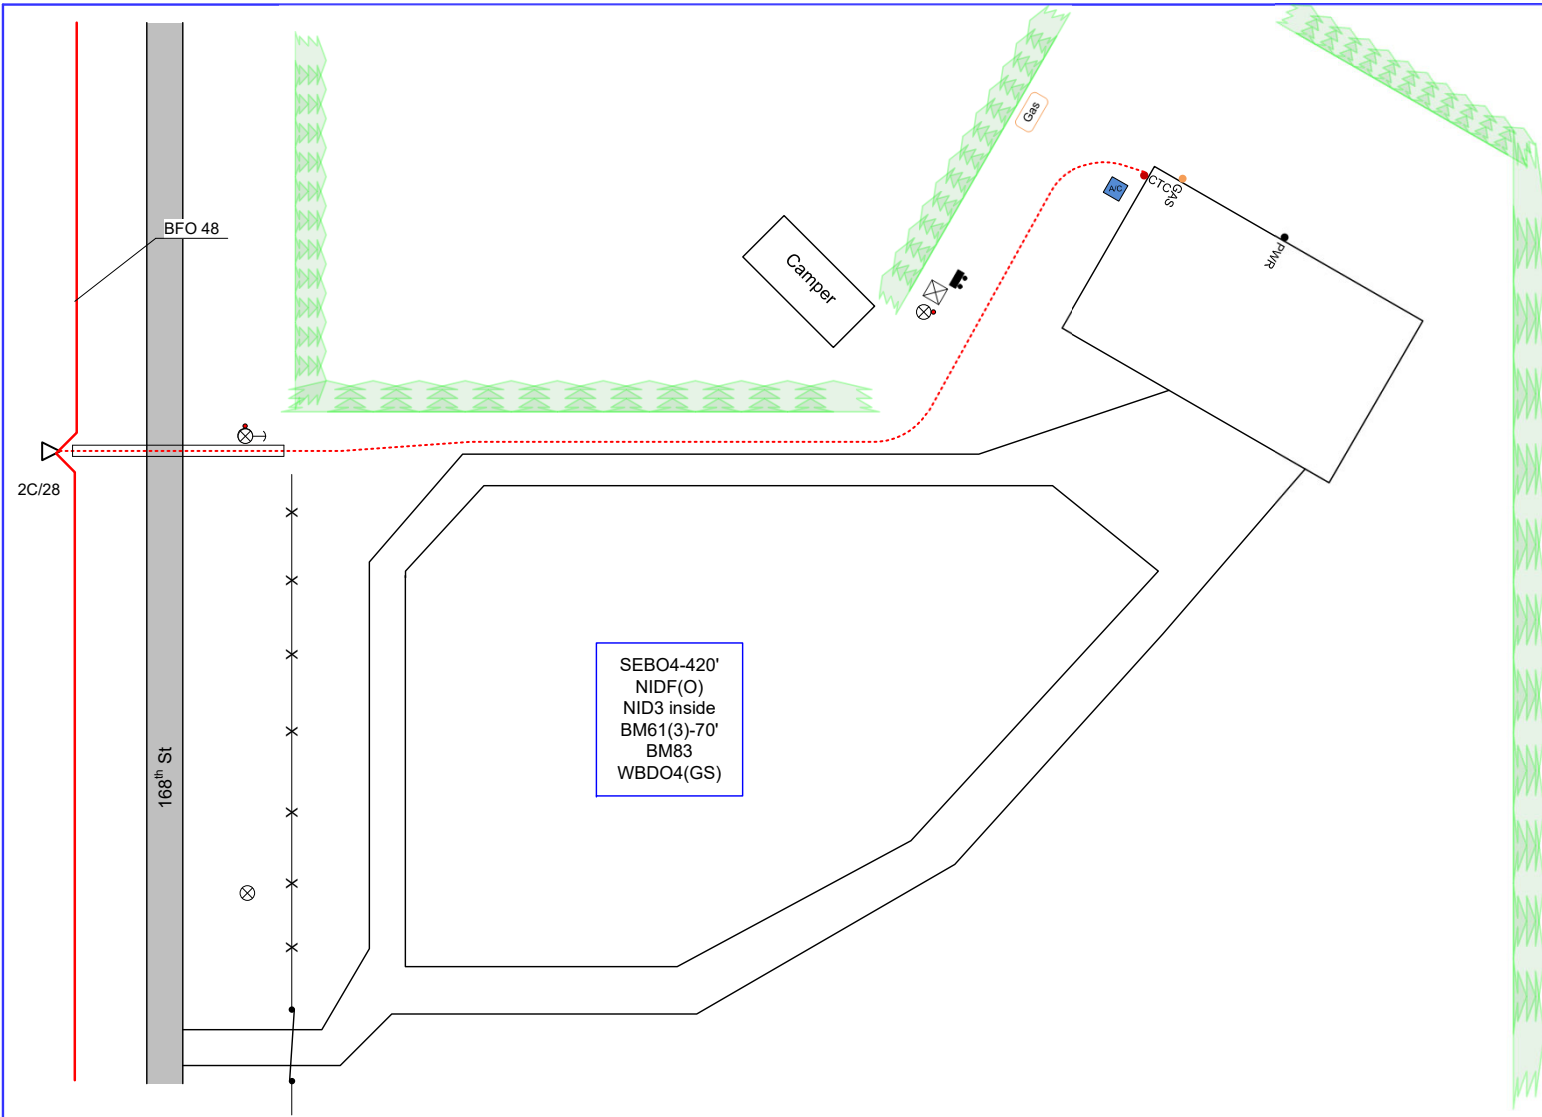 Gas
A/C
CTC
GAS
BFO 48
PWR
Camper
2C/28
SEBO4-420'
NIDF(O)
NID3 inside
BM61(3)-70'
BM83
WBDO4(GS)
168th St